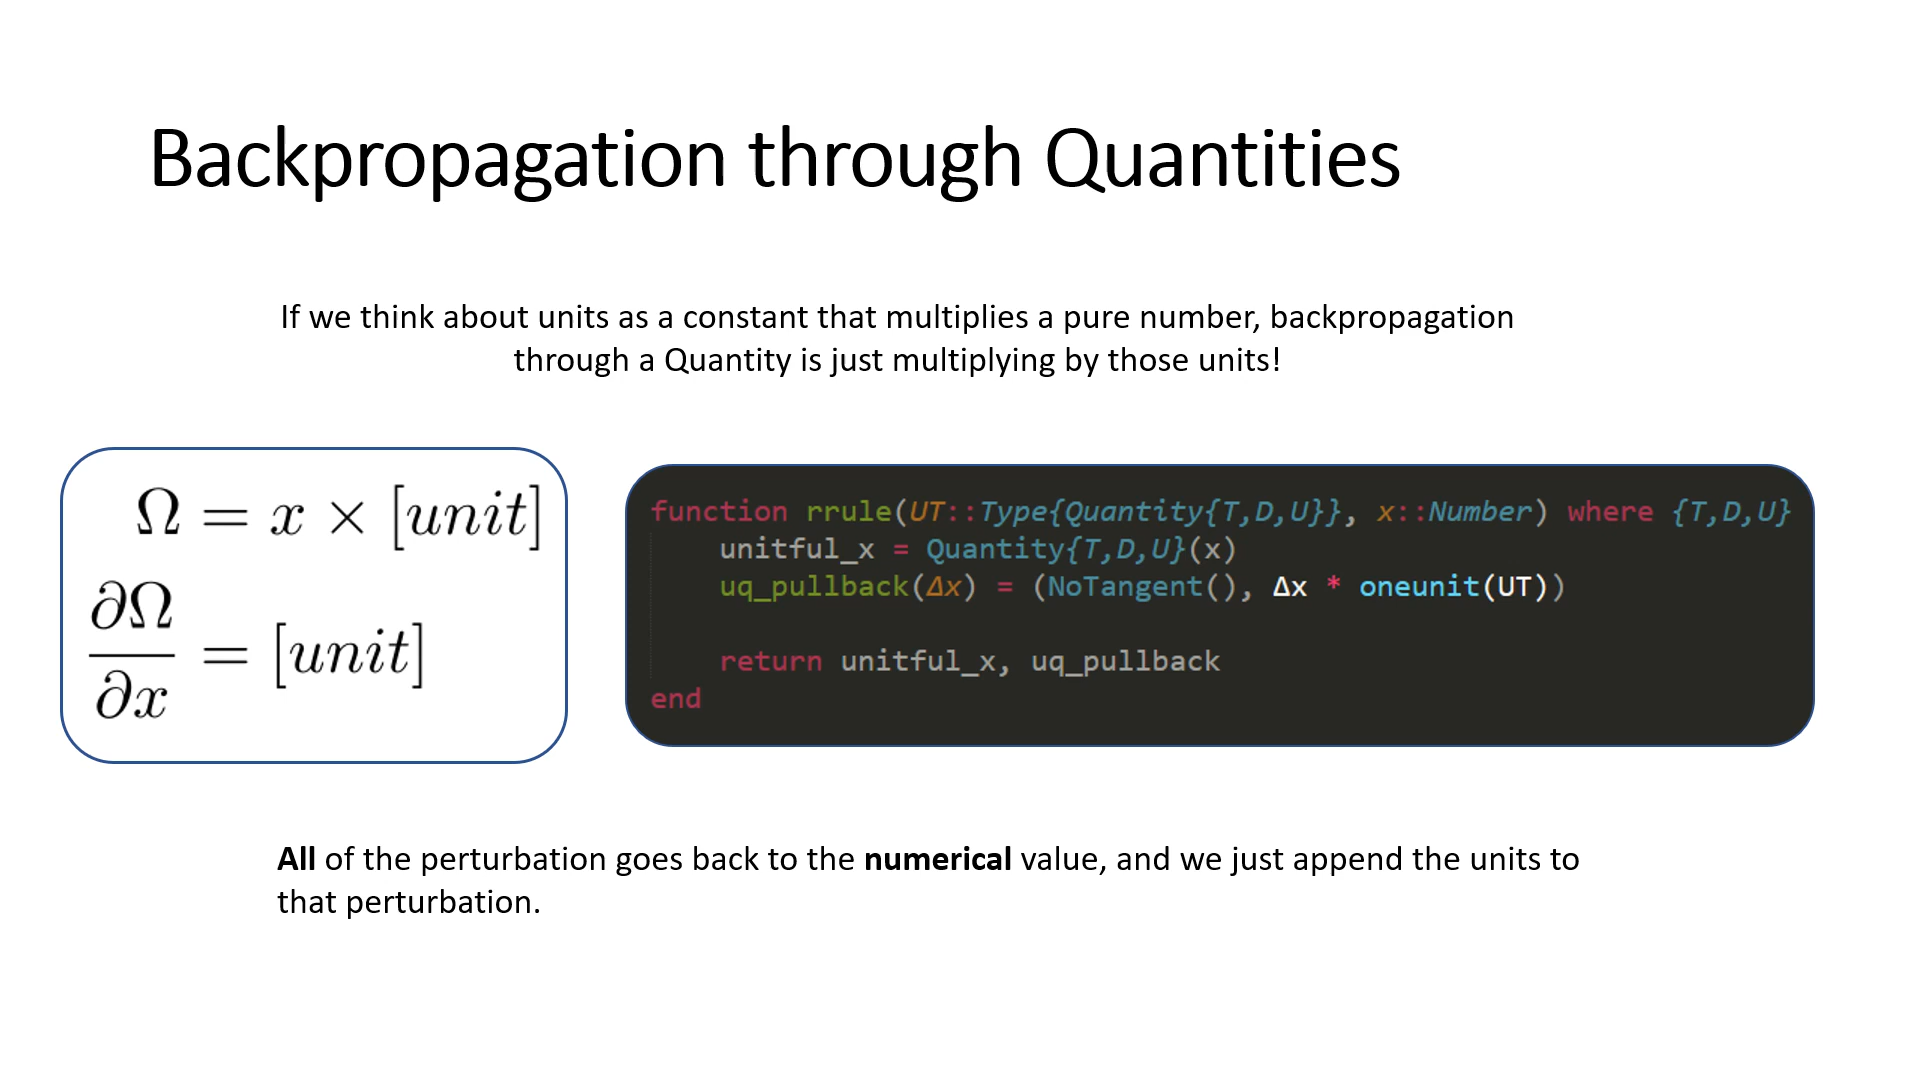 Backpropagation through Quantities
If we think about units as a constant that multiplies a pure number, backpropagation
through a Quantity is just multiplying by those units!
Ω = x × [unit]
∂Ω/∂x = [unit]
function rrule(UT::Type{Quantity{T,D,U}}, x::Number) where {T,D,U}
    unitful_x = Quantity{T,D,U}(x)
    uq_pullback(Δx) = (NoTangent(), Δx * oneunit(UT))
    return unitful_x, uq_pullback
end
All of the perturbation goes back to the numerical value, and we just append the units to
that perturbation.